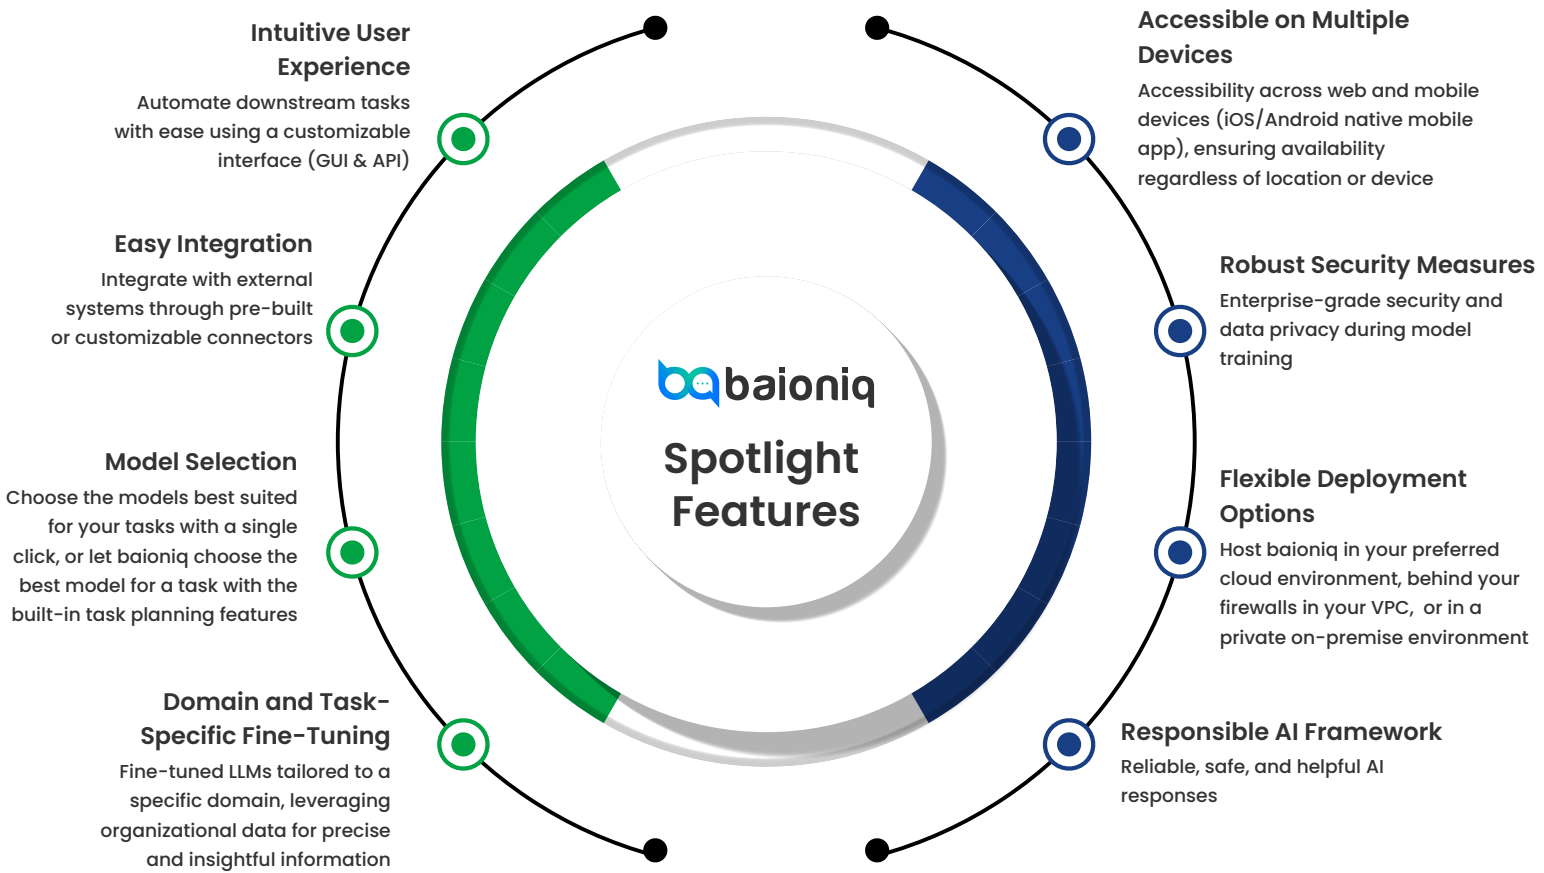 Intuitive User
Experience
Automate downstream tasks
with ease using a customizable
interface (GUI & API)
Easy Integration
Integrate with external
systems through pre-built
or customizable connectors
Model Selection
Choose the models best suited
for your tasks with a single
click, or let baioniq choose the
best model for a task with the
built-in task planning features
Domain and Task-
Specific Fine-Tuning
Fine-tuned LLMs tailored to a
specific domain, leveraging
organizational data for precise
and insightful information
baioniq
Spotlight
Features
Accessible on Multiple
Devices
Accessibility across web and mobile
devices (iOS/Android native mobile
app), ensuring availability
regardless of location or device
Robust Security Measures
Enterprise-grade security and
data privacy during model
training
Flexible Deployment
Options
Host baioniq in your preferred
cloud environment, behind your
firewalls in your VPC, or in a
private on-premise environment
Responsible AI Framework
Reliable, safe, and helpful AI
responses